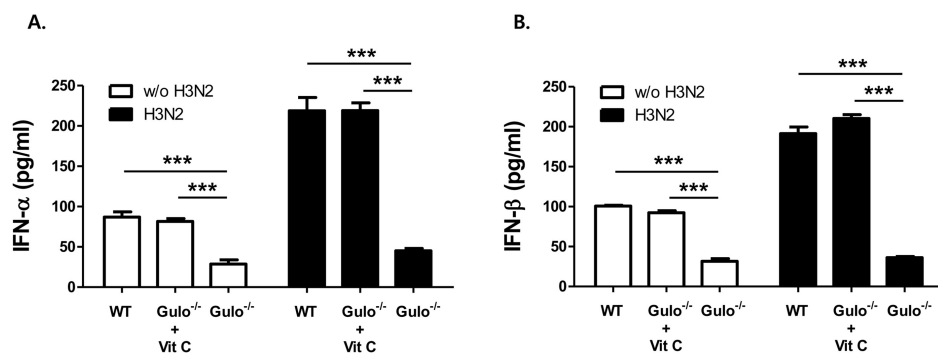 A.
***
***
w/o H3N2
H3N2
***
***
IFN-α (pg/ml)
250
200
150
100
50
0
WT Gulo-/- Gulo-/- WT Gulo-/- Gulo-/-
+ +
Vit C Vit C
B.
***
***
w/o H3N2
H3N2
***
***
IFN-β (pg/ml)
250
200
150
100
50
0
WT Gulo-/- Gulo-/- WT Gulo-/- Gulo-/-
+ +
Vit C Vit C